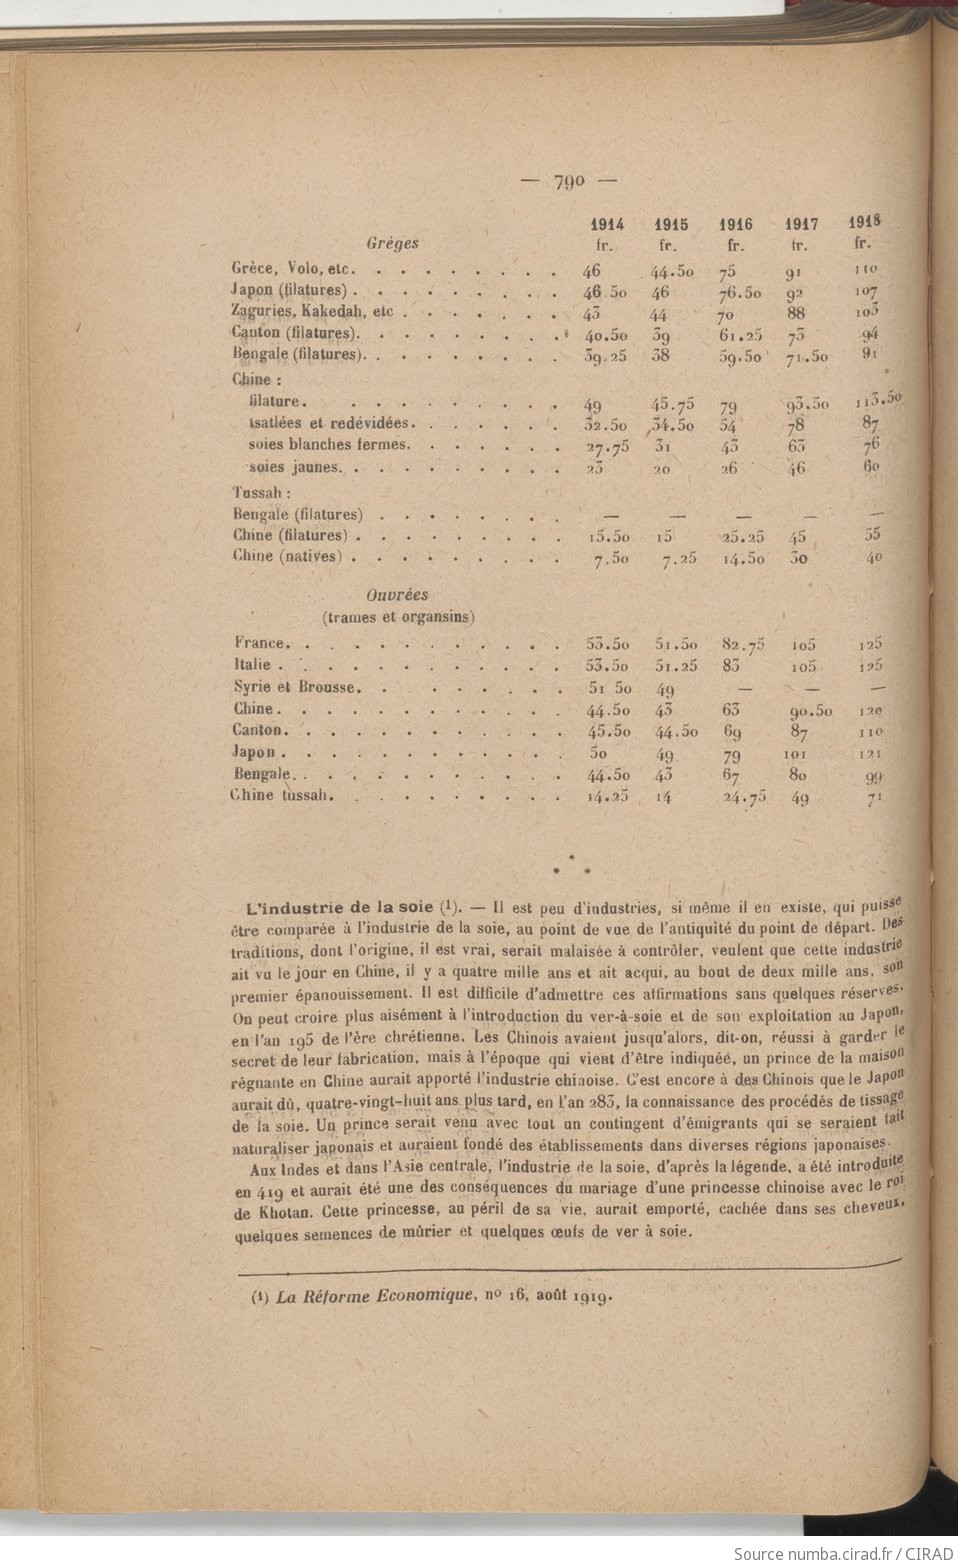 — 790 —
1914 1915 1916 1917 1918
Grèges fr. fr. fr. fr. fr.
Grèce, Volo, etc. . . . . . . . . 46 44.50 75 91 110
Japon (filatures) . . . . . . . . . 46.50 46 76.50 92 107
Zaguries, Kakedah, etc . . . . . . . 43 44 70 88 103
Canton (filatures). . . . . . . . . 40.50 39 61.25 73 94
Bengale (filatures). . . . . . . . . 39.25 38 59.50 71.50 91
Chine :
filature. . . . . . . . . . 49 45.75 79 93.50 113.50
tsatlées et redévidées. . . . . . . 32.50 34.50 54 78 87
soies blanches fermes. . . . . . . 27.75 31 43 63 76
soies jaunes. . . . . . . . . . 23 20 26 46 60
Tussah :
Bengale (filatures) . . . . . . . . — — — — —
Chine (filatures) . . . . . . . . . 15.50 15 25.25 45 55
Chine (natives) . . . . . . . . . 7.50 7.25 14.50 30 40
Ouvrées
(trames et organsins)
France. . . . . . . . . . . . 53.50 51.50 82.75 105 125
Italie . . . . . . . . . . . . 53.50 51.25 83 105 125
Syrie et Brousse. . . . . . . . 51 50 49 — — —
Chine. . . . . . . . . . . . 44.50 43 63 90.50 120
Canton. . . . . . . . . . . . 45.50 44.50 69 87 110
Japon . . . . . . . . . . . . 50 49 79 101 121
Bengale. . . . . . . . . . . . 44.50 43 67 80 99
Chine tussah. . . . . . . . . . 14.25 14 24.75 49 71
* * *
L'industrie de la soie (1). — Il est peu d'industries, si même il en existe, qui puisse
être comparée à l'industrie de la soie, au point de vue de l'antiquité du point de départ. Des
traditions, dont l'origine, il est vrai, serait malaisée à contrôler, veulent que cette industrie
ait vu le jour en Chine, il y a quatre mille ans et ait acqui, au bout de deux mille ans, son
premier épanouissement. Il est difficile d'admettre ces affirmations sans quelques réserves.
On peut croire plus aisément à l'introduction du ver-à-soie et de son exploitation au Japon,
en l'an 195 de l'ère chrétienne. Les Chinois avaient jusqu'alors, dit-on, réussi à garder le
secret de leur fabrication, mais à l'époque qui vient d'être indiquéé, un prince de la maison
régnante en Chine aurait apporté l'industrie chinoise. C'est encore à des Chinois que le Japon
aurait dû, quatre-vingt-huit ans plus tard, en l'an 283, la connaissance des procédés de tissage
de la soie. Un prince serait venu avec tout un contingent d'émigrants qui se seraient fait
naturaliser japonais et auraient fondé des établissements dans diverses régions japonaises.
Aux Indes et dans l'Asie centrale, l'industrie de la soie, d'après la légende, a été introduite
en 419 et aurait été une des conséquences du mariage d'une princesse chinoise avec le roi
de Khotan. Cette princesse, au péril de sa vie, aurait emporté, cachée dans ses cheveux,
quelques semences de mûrier et quelques œufs de ver à soie.
(1) La Réforme Economique, nº 16, août 1919.
Source numba.cirad.fr / CIRAD